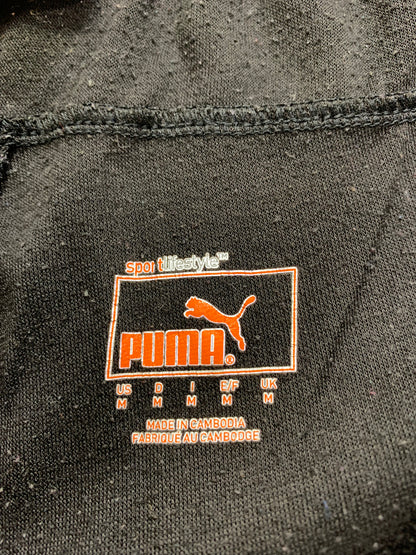 sportlifestyle™
PUMA®
US D I E/F UK
M M M M M
MADE IN CAMBODIA
FABRIQUÉ AU CAMBODGE